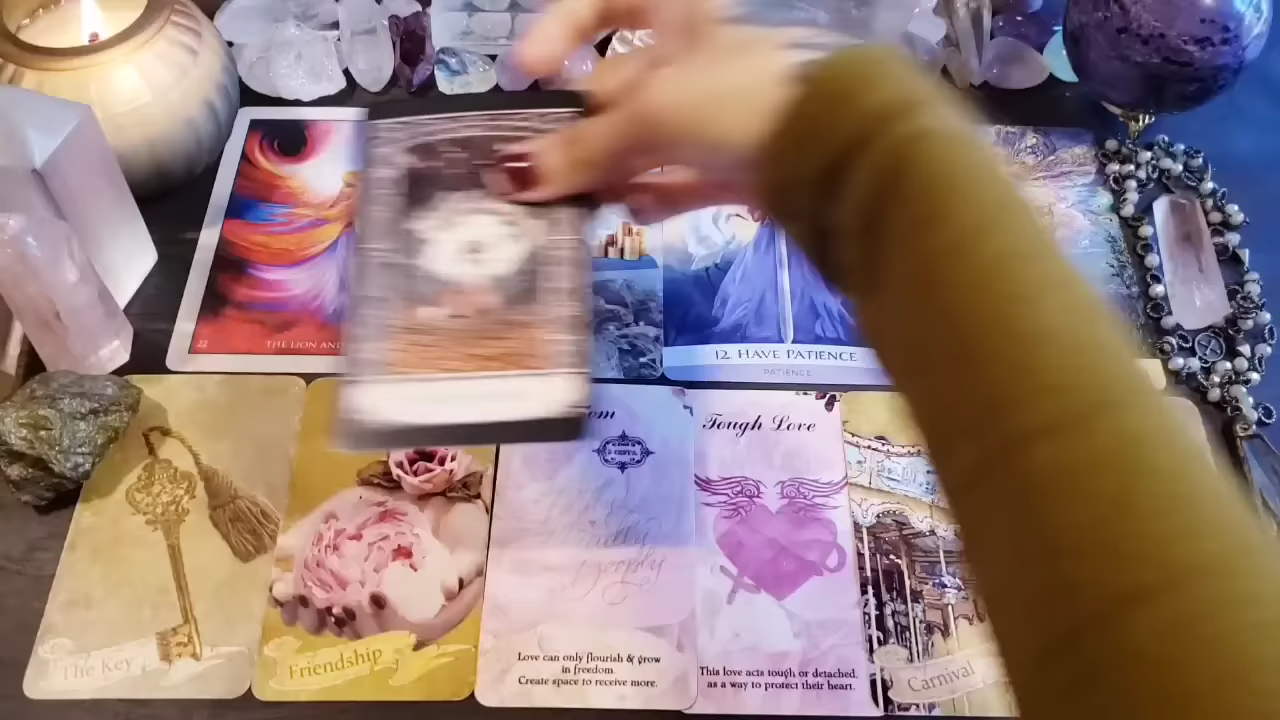 22 THE LION AND
12. HAVE PATIENCE
PATIENCE
The Key
Friendship
om
Love can only flourish & grow
in freedom.
Create space to receive more.
Tough Love
This love acts tough or detached,
as a way to protect their heart.
Carnival